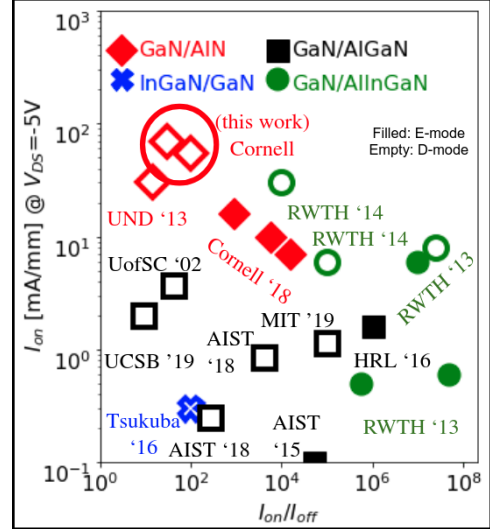 10^3
GaN/AlN
GaN/AlGaN
InGaN/GaN
GaN/AlInGaN
(this work)
Cornell
Filled: E-mode
Empty: D-mode
10^2
UND ‘13
RWTH ‘14
RWTH ‘14
Cornell ‘18
RWTH ‘13
10^1
UofSC ‘02
MIT ‘19
AIST
‘18
UCSB ‘19
HRL ‘16
10^0
Tsukuba
‘16
AIST ‘18
AIST
‘15
RWTH ‘13
10^−1
I_on [mA/mm] @ V_DS=-5V
10^0
10^2
10^4
10^6
10^8
I_on/I_off